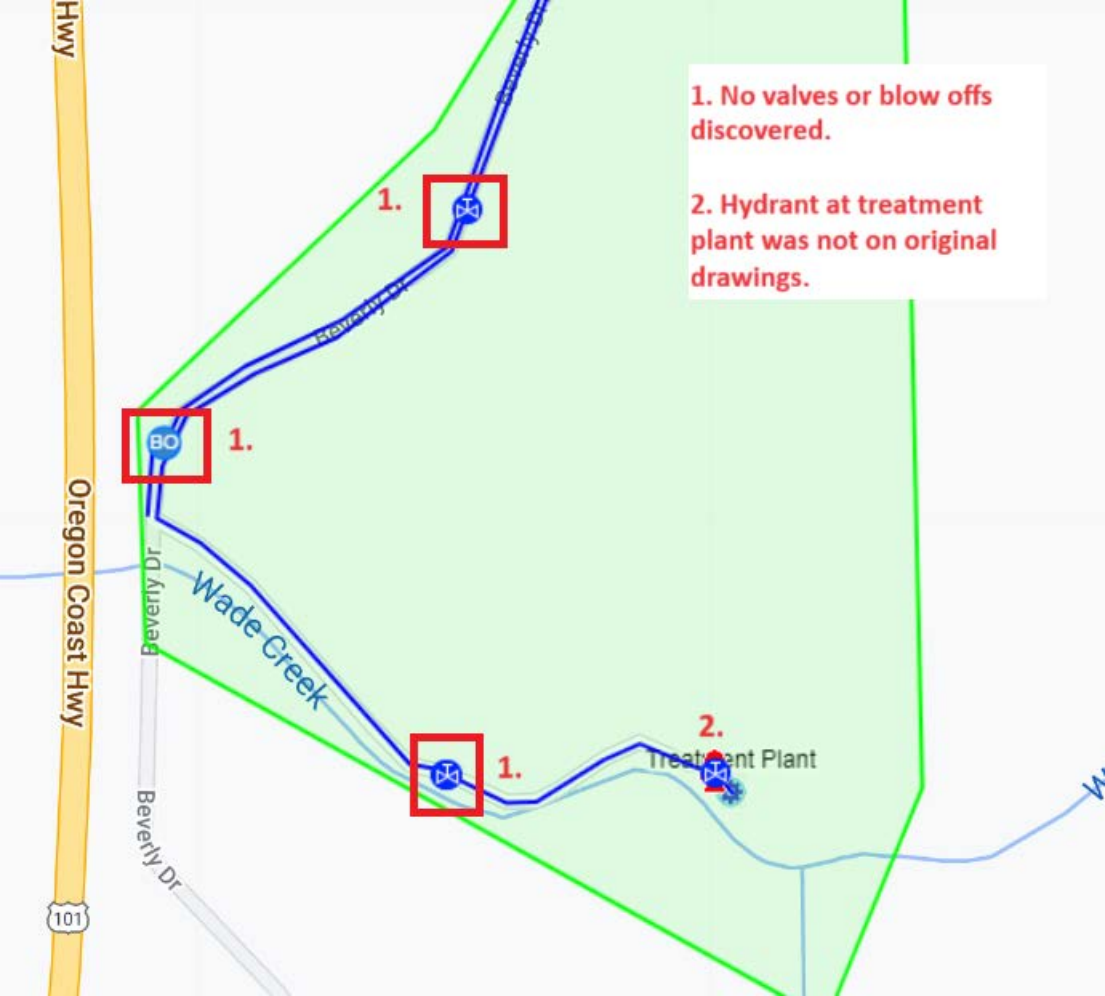 Hwy
Beverly Dr
1. No valves or blow offs
discovered.
2. Hydrant at treatment
plant was not on original
drawings.
1.
Beverly Dr
BO
1.
Oregon Coast Hwy
Beverly Dr
Wade Creek
2.
Treatment Plant
1.
W
Beverly Dr
101